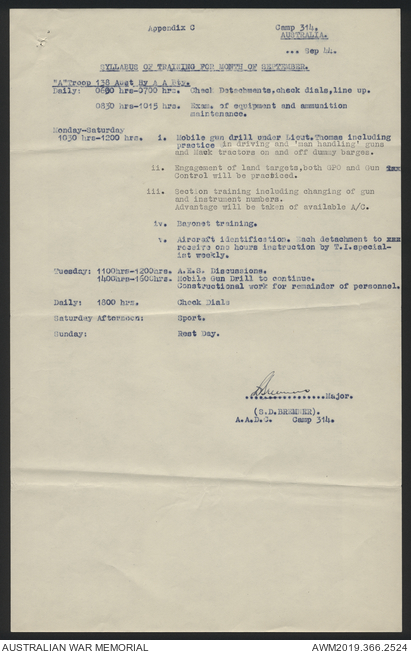 Appendix C
Camp 314.
AUSTRALIA.
... Sep 44.
SYLLABUS OF TRAINING FOR MONTH OF SEPTEMBER.
"A"Troop 138 Aust Hy A A Bty.
Daily: 0650 hrs-0700 hrs. Check Detachments,check dials,line up.
0830 hrs-1015 hrs. Exam. of equipment and ammunition
maintenance.
Monday-Saturday
1030 hrs-1200 hrs. i. Mobile gun drill under Lieut.Thomas including
practice in driving and 'man handling' guns
and Mack tractors on and off dummy barges.
ii. Engagement of land targets,both GPO and Gun
Control will be practiced.
iii. Section training including changing of gun
and instrument numbers.
Advantage will be taken of available A/C.
iv. Bayonet training.
v. Aircraft identification. Each detachment to xxx
receive one hours instruction by T.I.special-
ist weekly.
Tuesday: 1100hrs-1200hrs. A.E.S. Discussions.
1400hrs-1500hrs. Mobile Gun Drill to continue.
Constructional work for remainder of personnel.
Daily: 1800 hrs. Check Dials
Saturday Afternoon: Sport.
Sunday: Rest Day.
................Major.
(S.D.BREMNER).
A.A.D.C. Camp 314.
AUSTRALIAN WAR MEMORIAL
AWM2019.366.2524